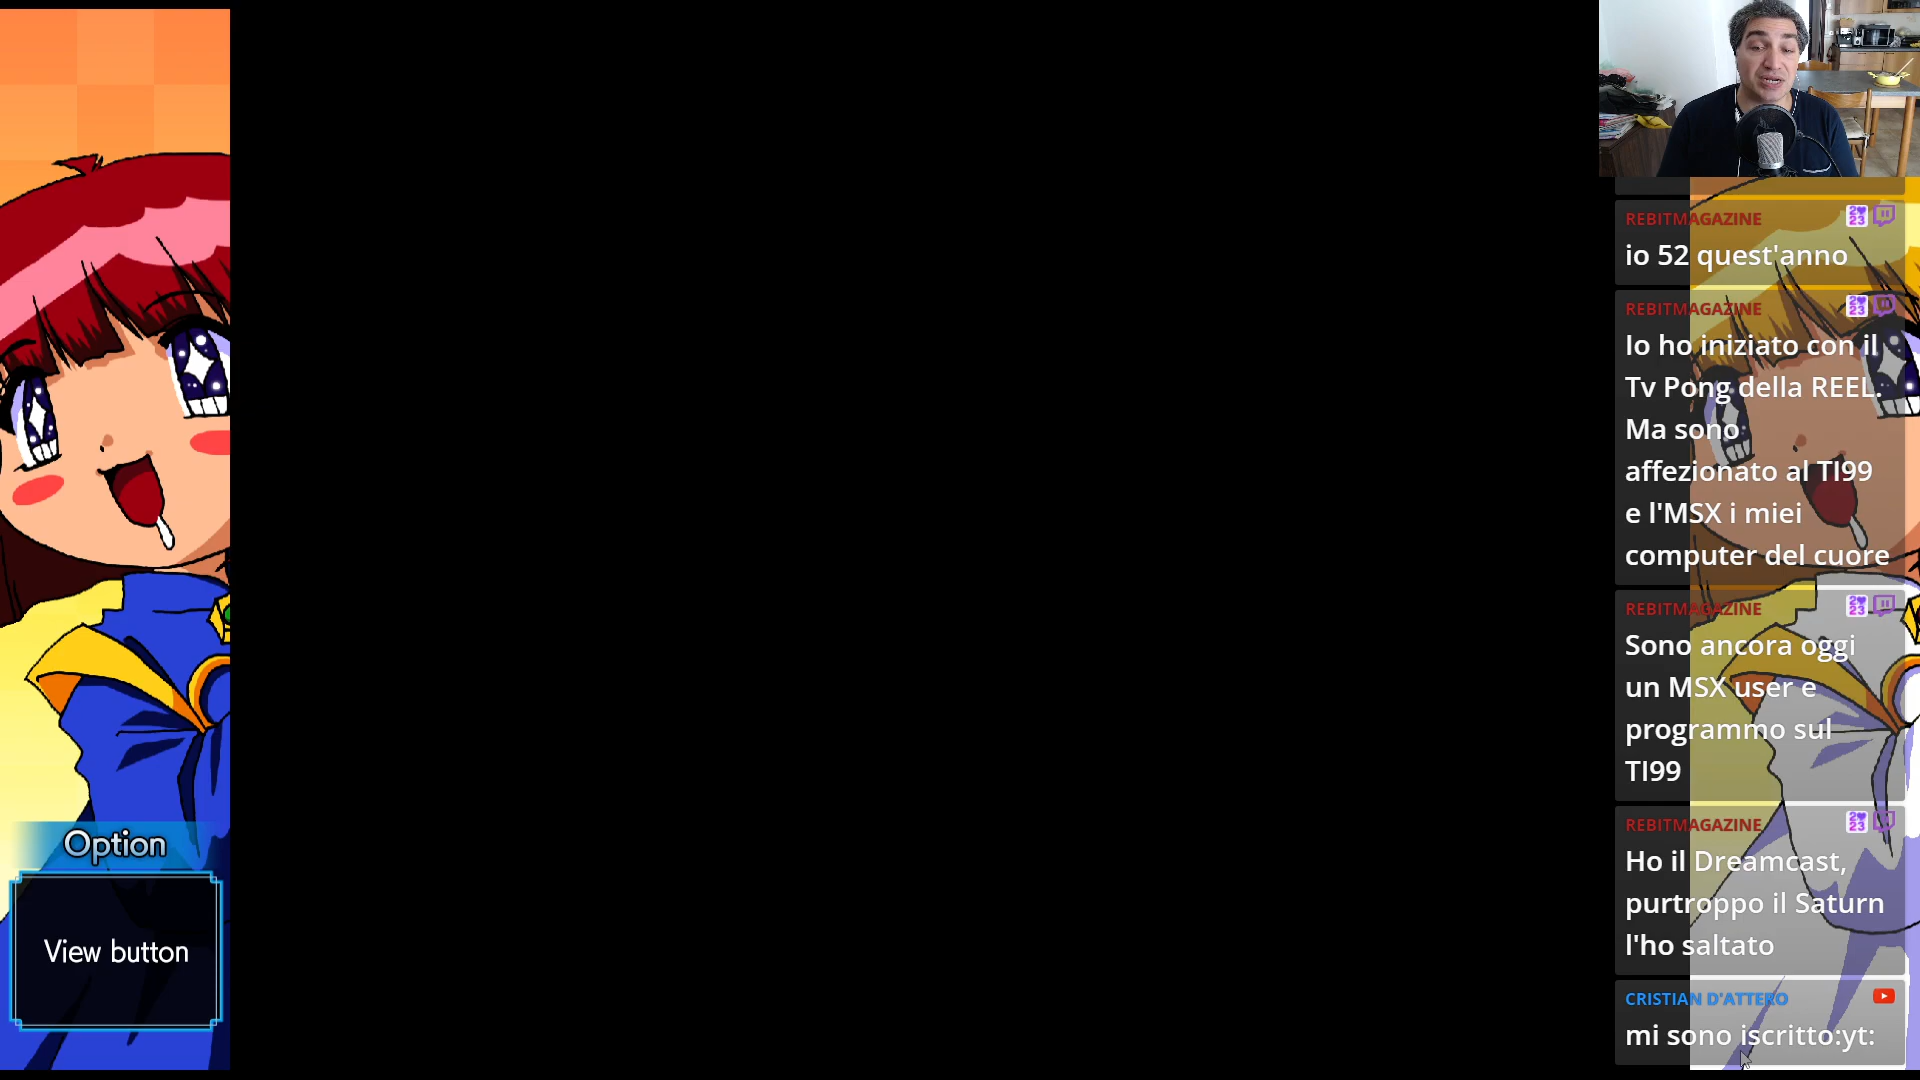 REBITMAGAZINE
io 52 quest'anno
REBITMAGAZINE
Io ho iniziato con il
Tv Pong della REEL.
Ma sono
affezionato al TI99
e l'MSX i miei
computer del cuore
REBITMAGAZINE
Sono ancora oggi
un MSX user e
programmo sul
TI99
REBITMAGAZINE
Ho il Dreamcast,
purtroppo il Saturn
l'ho saltato
CRISTIAN D'ATTERO
mi sono iscritto:yt:
Option
View button